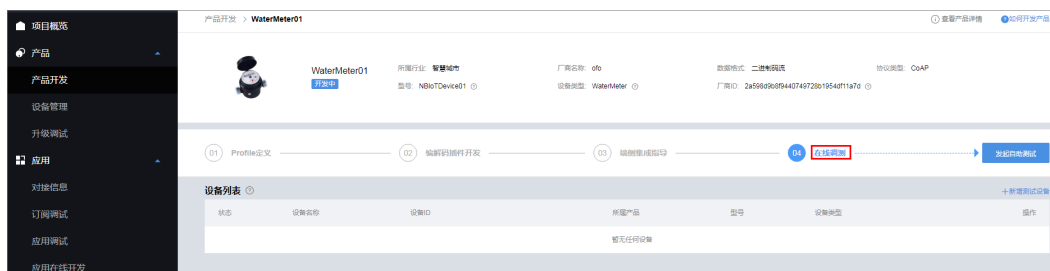 项目概览
产品
产品开发
设备管理
升级调试
应用
对接信息
订阅调试
应用调试
应用在线开发
产品开发 > WaterMeter01
查看产品详情
如何开发产品
WaterMeter01
开发中
所属行业: 智慧城市
厂商名称: ofo
数据格式: 二进制码流
协议类型: CoAP
型号: NBIoTDevice01
设备类型: WaterMeter
厂商ID: 2a596d9b8f9440749728b1954df11a7d
01 Profile定义
02 编解码插件开发
03 端侧集成指导
04 在线调测
发起自助测试
设备列表
+新增测试设备
状态 设备名称 设备ID 所属产品 型号 设备类型 操作
暂无任何设备